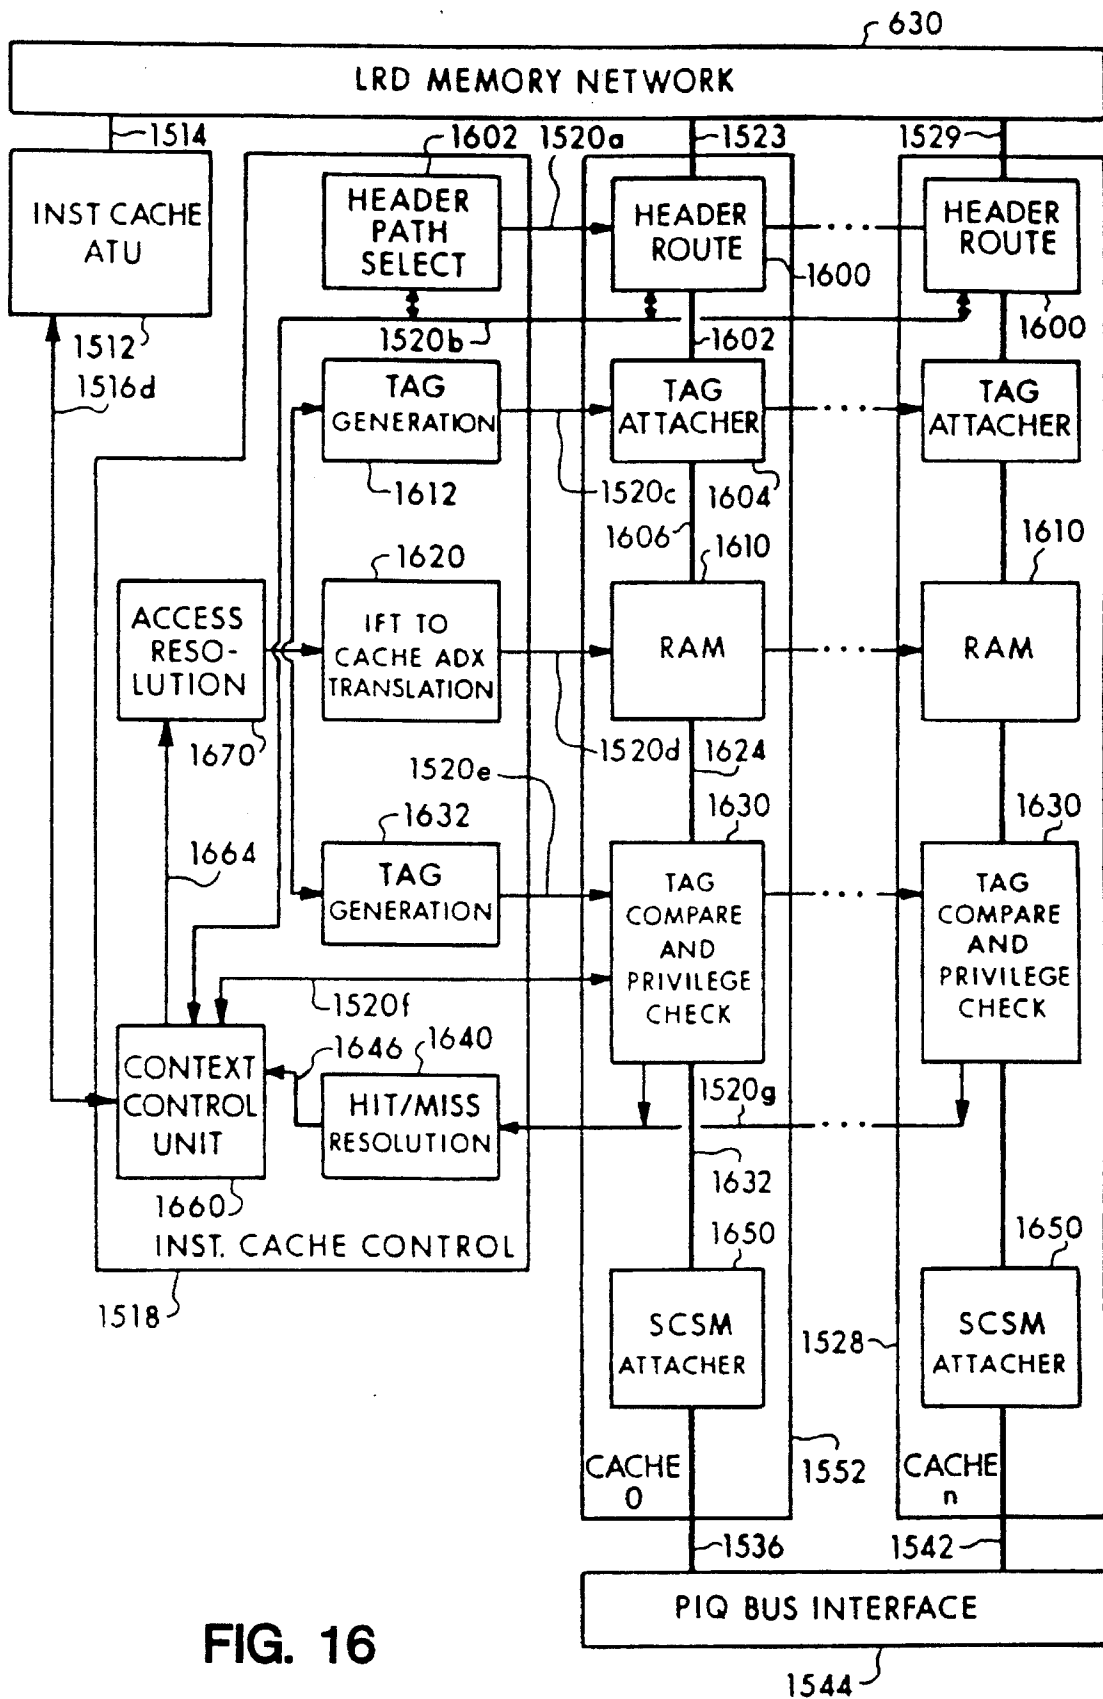 630
LRD MEMORY NETWORK
1514
1602
1520a
1523
1529
INST CACHE
ATU
HEADER
PATH
SELECT
HEADER
ROUTE
HEADER
ROUTE
1600
1600
1512
1516d
1520b
1602
TAG
GENERATION
TAG
ATTACHER
TAG
ATTACHER
1612
1520c
1604
1606
1620
1610
1610
ACCESS
RESO-
LUTION
IFT TO
CACHE ADX
TRANSLATION
RAM
RAM
1670
1520d
1624
1520e
1632
1630
1630
1664
TAG
GENERATION
TAG
COMPARE
AND
PRIVILEGE
CHECK
TAG
COMPARE
AND
PRIVILEGE
CHECK
1520f
1646
1640
CONTEXT
CONTROL
UNIT
HIT/MISS
RESOLUTION
1520g
1632
1660
INST. CACHE CONTROL
1518
1650
1650
SCSM
ATTACHER
SCSM
ATTACHER
1528
1552
CACHE
0
CACHE
n
1536
1542
PIQ BUS INTERFACE
1544
FIG. 16